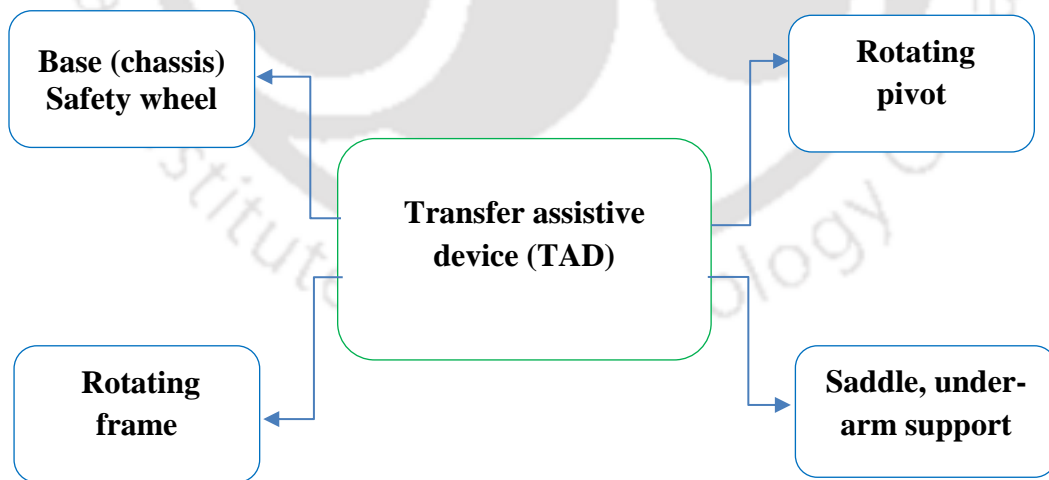 Base (chassis)
Safety wheel
Rotating
pivot
Transfer assistive
device (TAD)
Rotating
frame
Saddle, under-
arm support